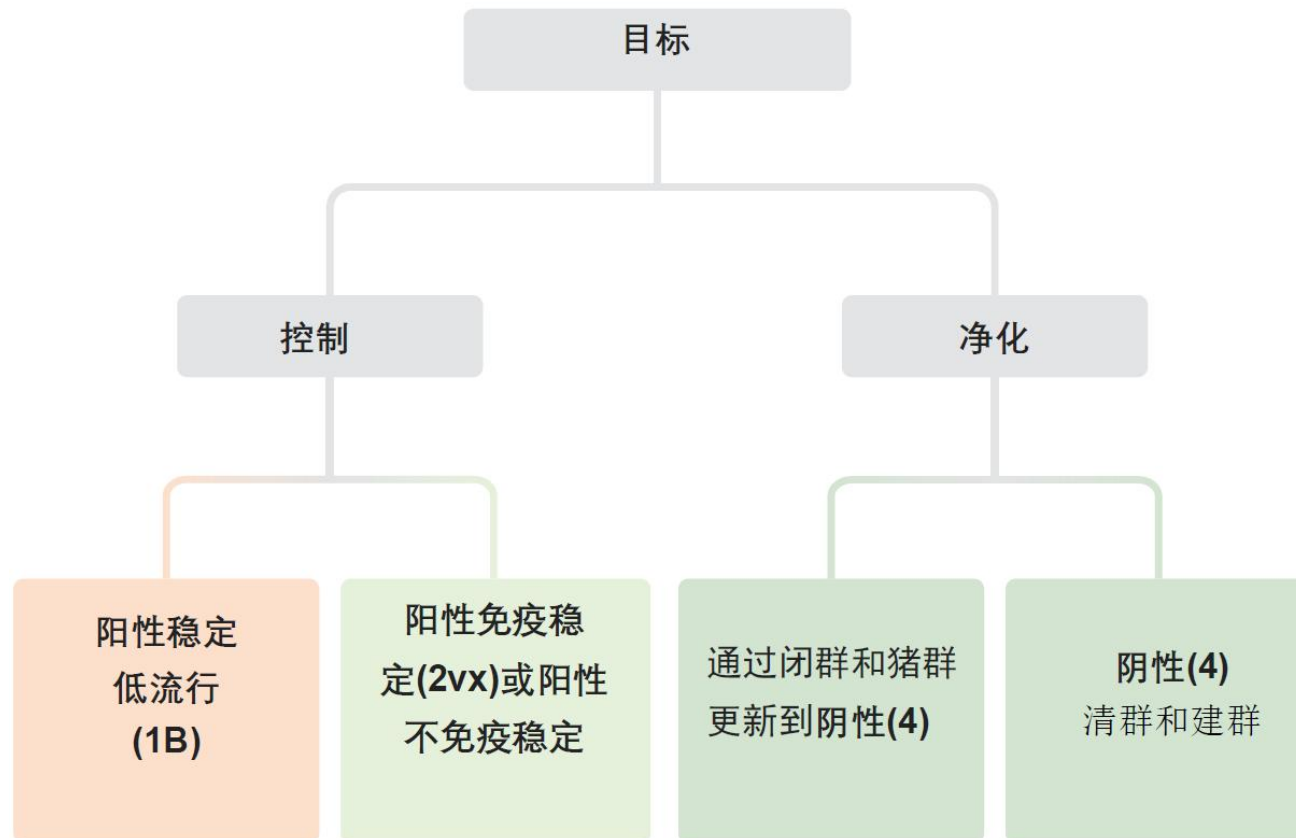 目标
控制
净化
阳性稳定
低流行
(1B)
阳性免疫稳
定(2vx)或阳性
不免疫稳定
通过闭群和猪群
更新到阴性(4)
阴性(4)
清群和建群